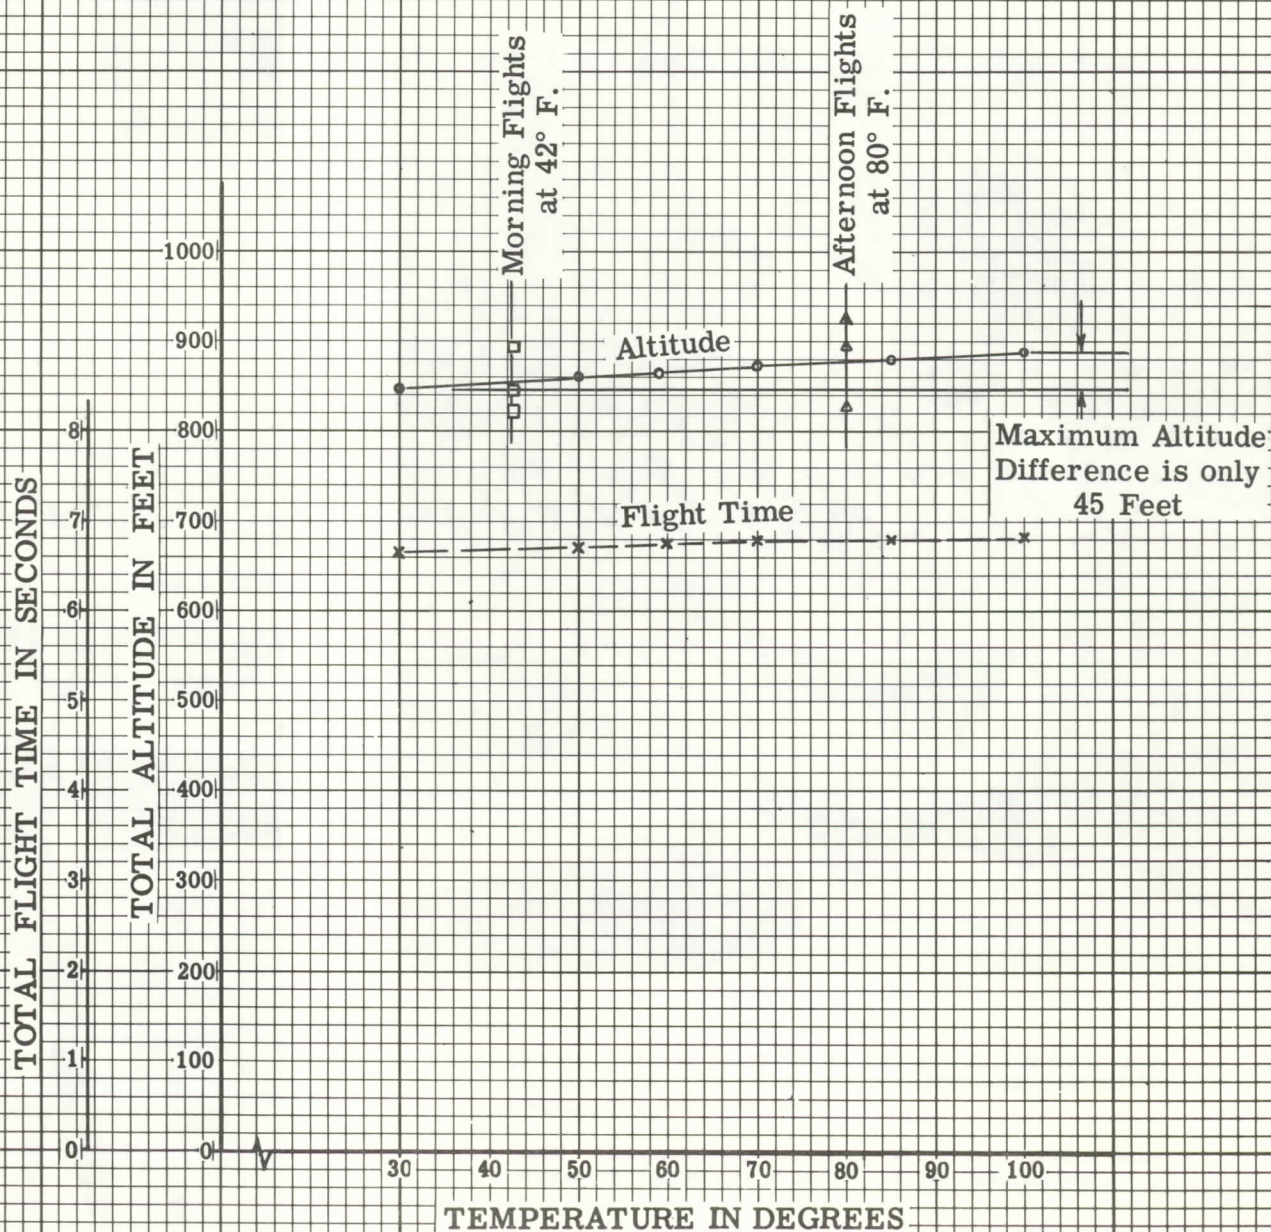 Morning Flights
at 42° F.
Afternoon Flights
at 80° F.
1000
900
800
700
600
500
400
300
200
100
0
8
7
6
5
4
3
2
1
0
TOTAL FLIGHT TIME IN SECONDS
TOTAL ALTITUDE IN FEET
Altitude
Flight Time
Maximum Altitude
Difference is only
45 Feet
30 40 50 60 70 80 90 100
TEMPERATURE IN DEGREES